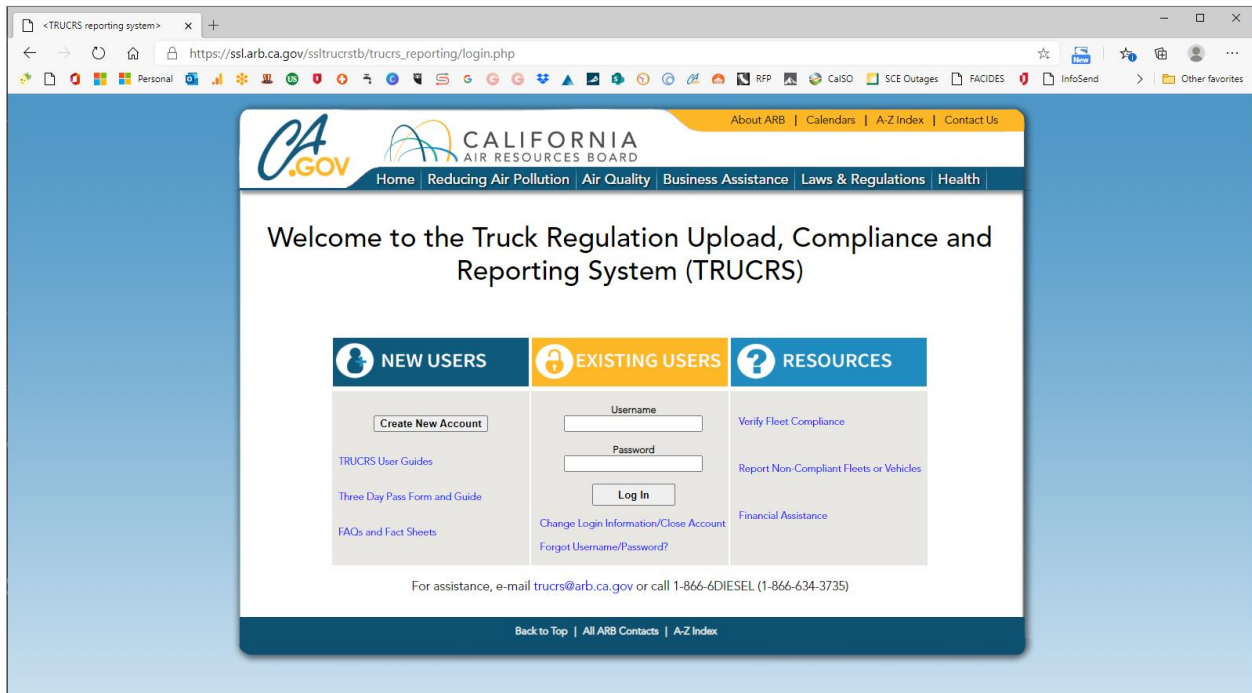 <TRUCRS reporting system>
https://ssl.arb.ca.gov/ssltrucrstb/trucrs_reporting/login.php
New
Personal RFP CalSO SCE Outages FACIDES InfoSend Other favorites
About ARB | Calendars | A-Z Index | Contact Us
CA
.GOV
CALIFORNIA
AIR RESOURCES BOARD
Home | Reducing Air Pollution | Air Quality | Business Assistance | Laws & Regulations | Health
Welcome to the Truck Regulation Upload, Compliance and
Reporting System (TRUCRS)
NEW USERS
Create New Account
TRUCRS User Guides
Three Day Pass Form and Guide
FAQs and Fact Sheets
EXISTING USERS
Username
Password
Log In
Change Login Information/Close Account
Forgot Username/Password?
? RESOURCES
Verify Fleet Compliance
Report Non-Compliant Fleets or Vehicles
Financial Assistance
For assistance, e-mail trucrs@arb.ca.gov or call 1-866-6DIESEL (1-866-634-3735)
Back to Top | All ARB Contacts | A-Z Index